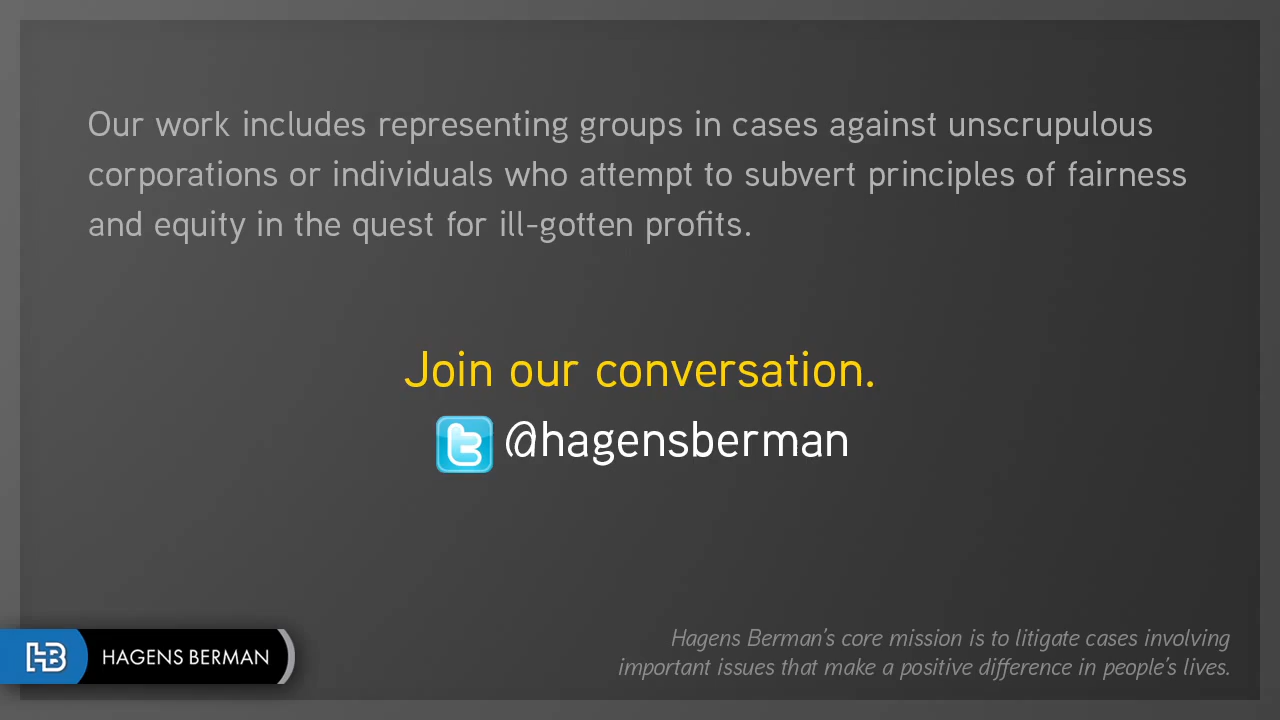 Our work includes representing groups in cases against unscrupulous
corporations or individuals who attempt to subvert principles of fairness
and equity in the quest for ill-gotten profits.
Join our conversation.
@hagensberman
HB HAGENS BERMAN
Hagens Berman's core mission is to litigate cases involving
important issues that make a positive difference in people's lives.